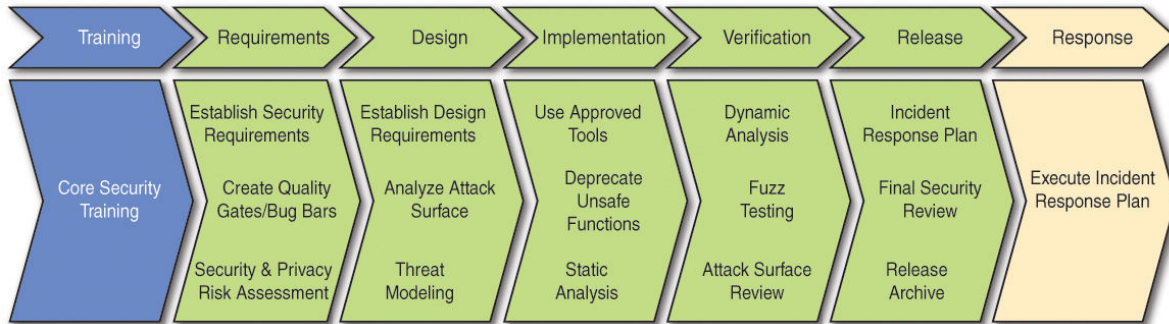 Training
Requirements
Design
Implementation
Verification
Release
Response
Core Security
Training
Establish Security
Requirements
Create Quality
Gates/Bug Bars
Security & Privacy
Risk Assessment
Establish Design
Requirements
Analyze Attack
Surface
Threat
Modeling
Use Approved
Tools
Deprecate
Unsafe
Functions
Static
Analysis
Dynamic
Analysis
Fuzz
Testing
Attack Surface
Review
Incident
Response Plan
Final Security
Review
Release
Archive
Execute Incident
Response Plan